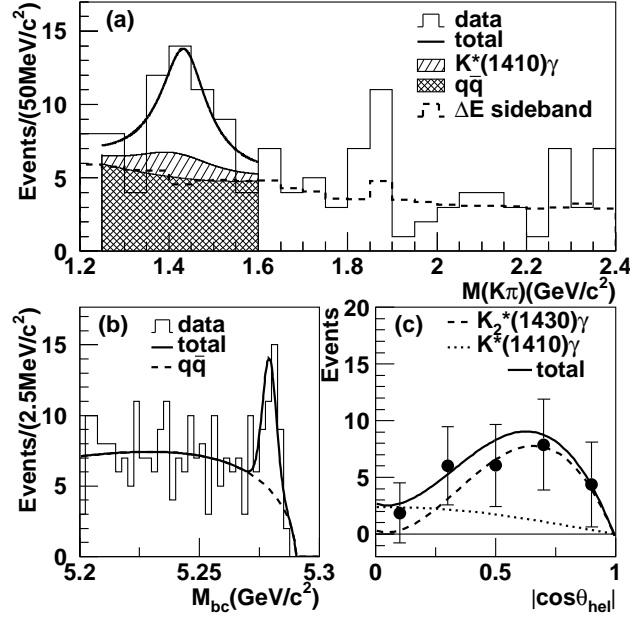 (a)
data
total
K*(1410)γ
qq̄
ΔE sideband
Events/(50MeV/c²)
15
10
5
0
1.2 1.4 1.6 1.8 2 2.2 2.4
M(Kπ)(GeV/c²)
(b)
data
total
qq̄
Events/(2.5MeV/c²)
15
10
5
0
5.2 5.25 5.3
M_bc(GeV/c²)
(c)
K₂*(1430)γ
K*(1410)γ
total
Events
20
15
10
5
0
0 0.5 1
|cosθ_hel|